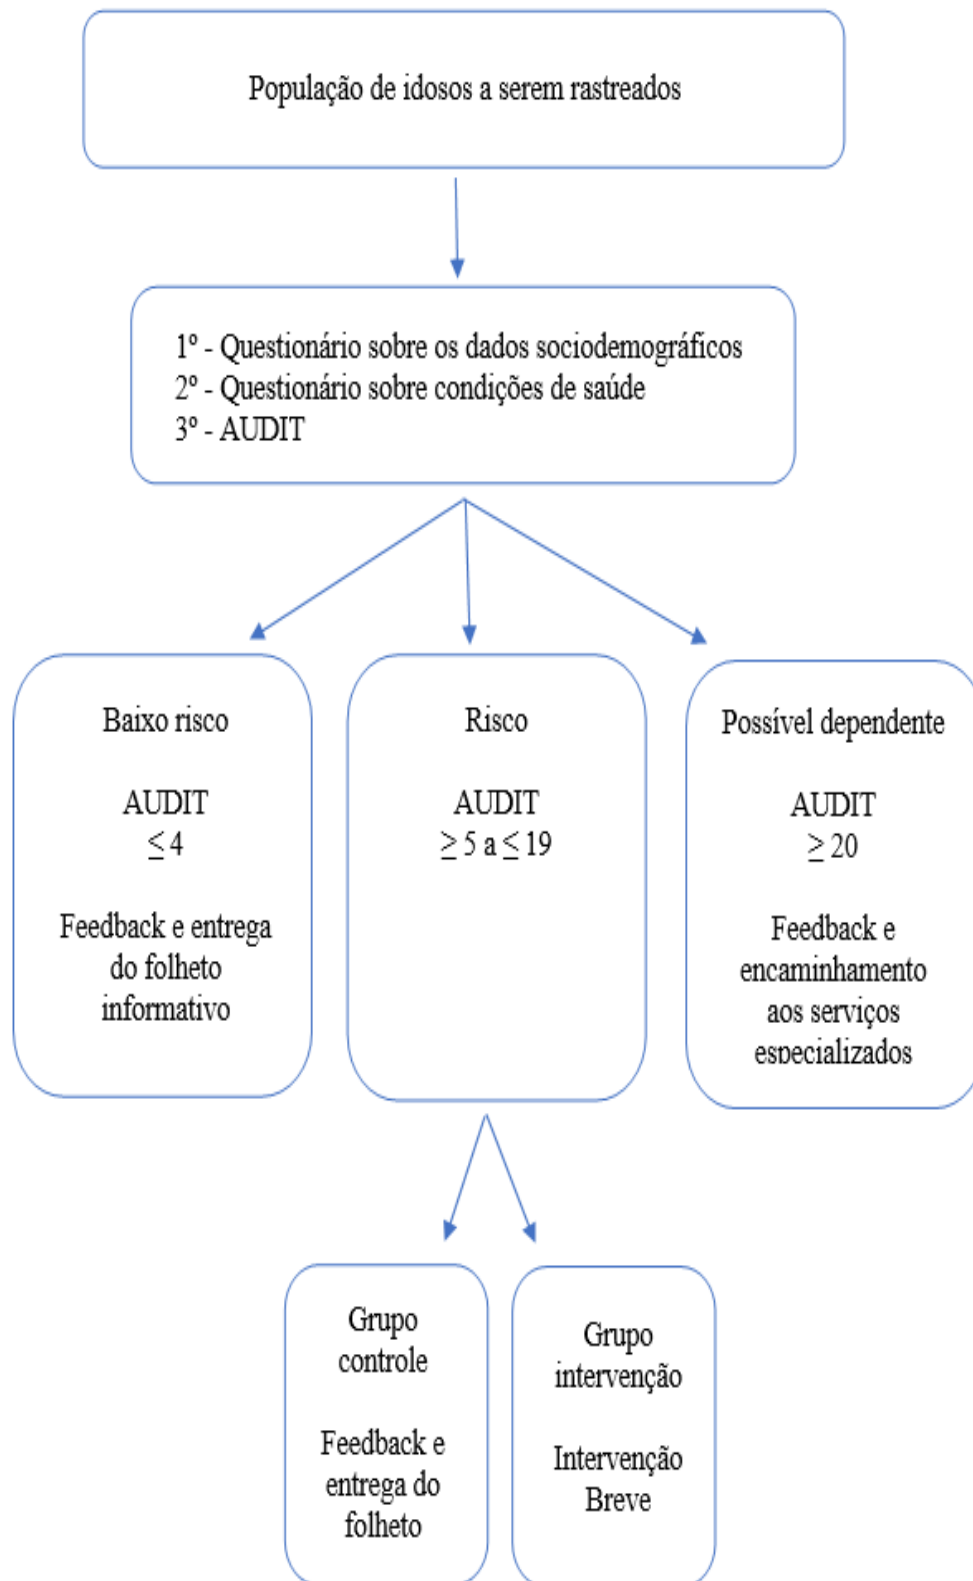 População de idosos a serem rastreados
1º - Questionário sobre os dados sociodemográficos
2º - Questionário sobre condições de saúde
3º - AUDIT
Baixo risco
AUDIT
≤ 4
Feedback e entrega
do folheto
informativo
Risco
AUDIT
≥ 5 a ≤ 19
Possível dependente
AUDIT
≥ 20
Feedback e
encaminhamento
aos serviços
especializados
Grupo
controle
Feedback e
entrega do
folheto
Grupo
intervenção
Intervenção
Breve